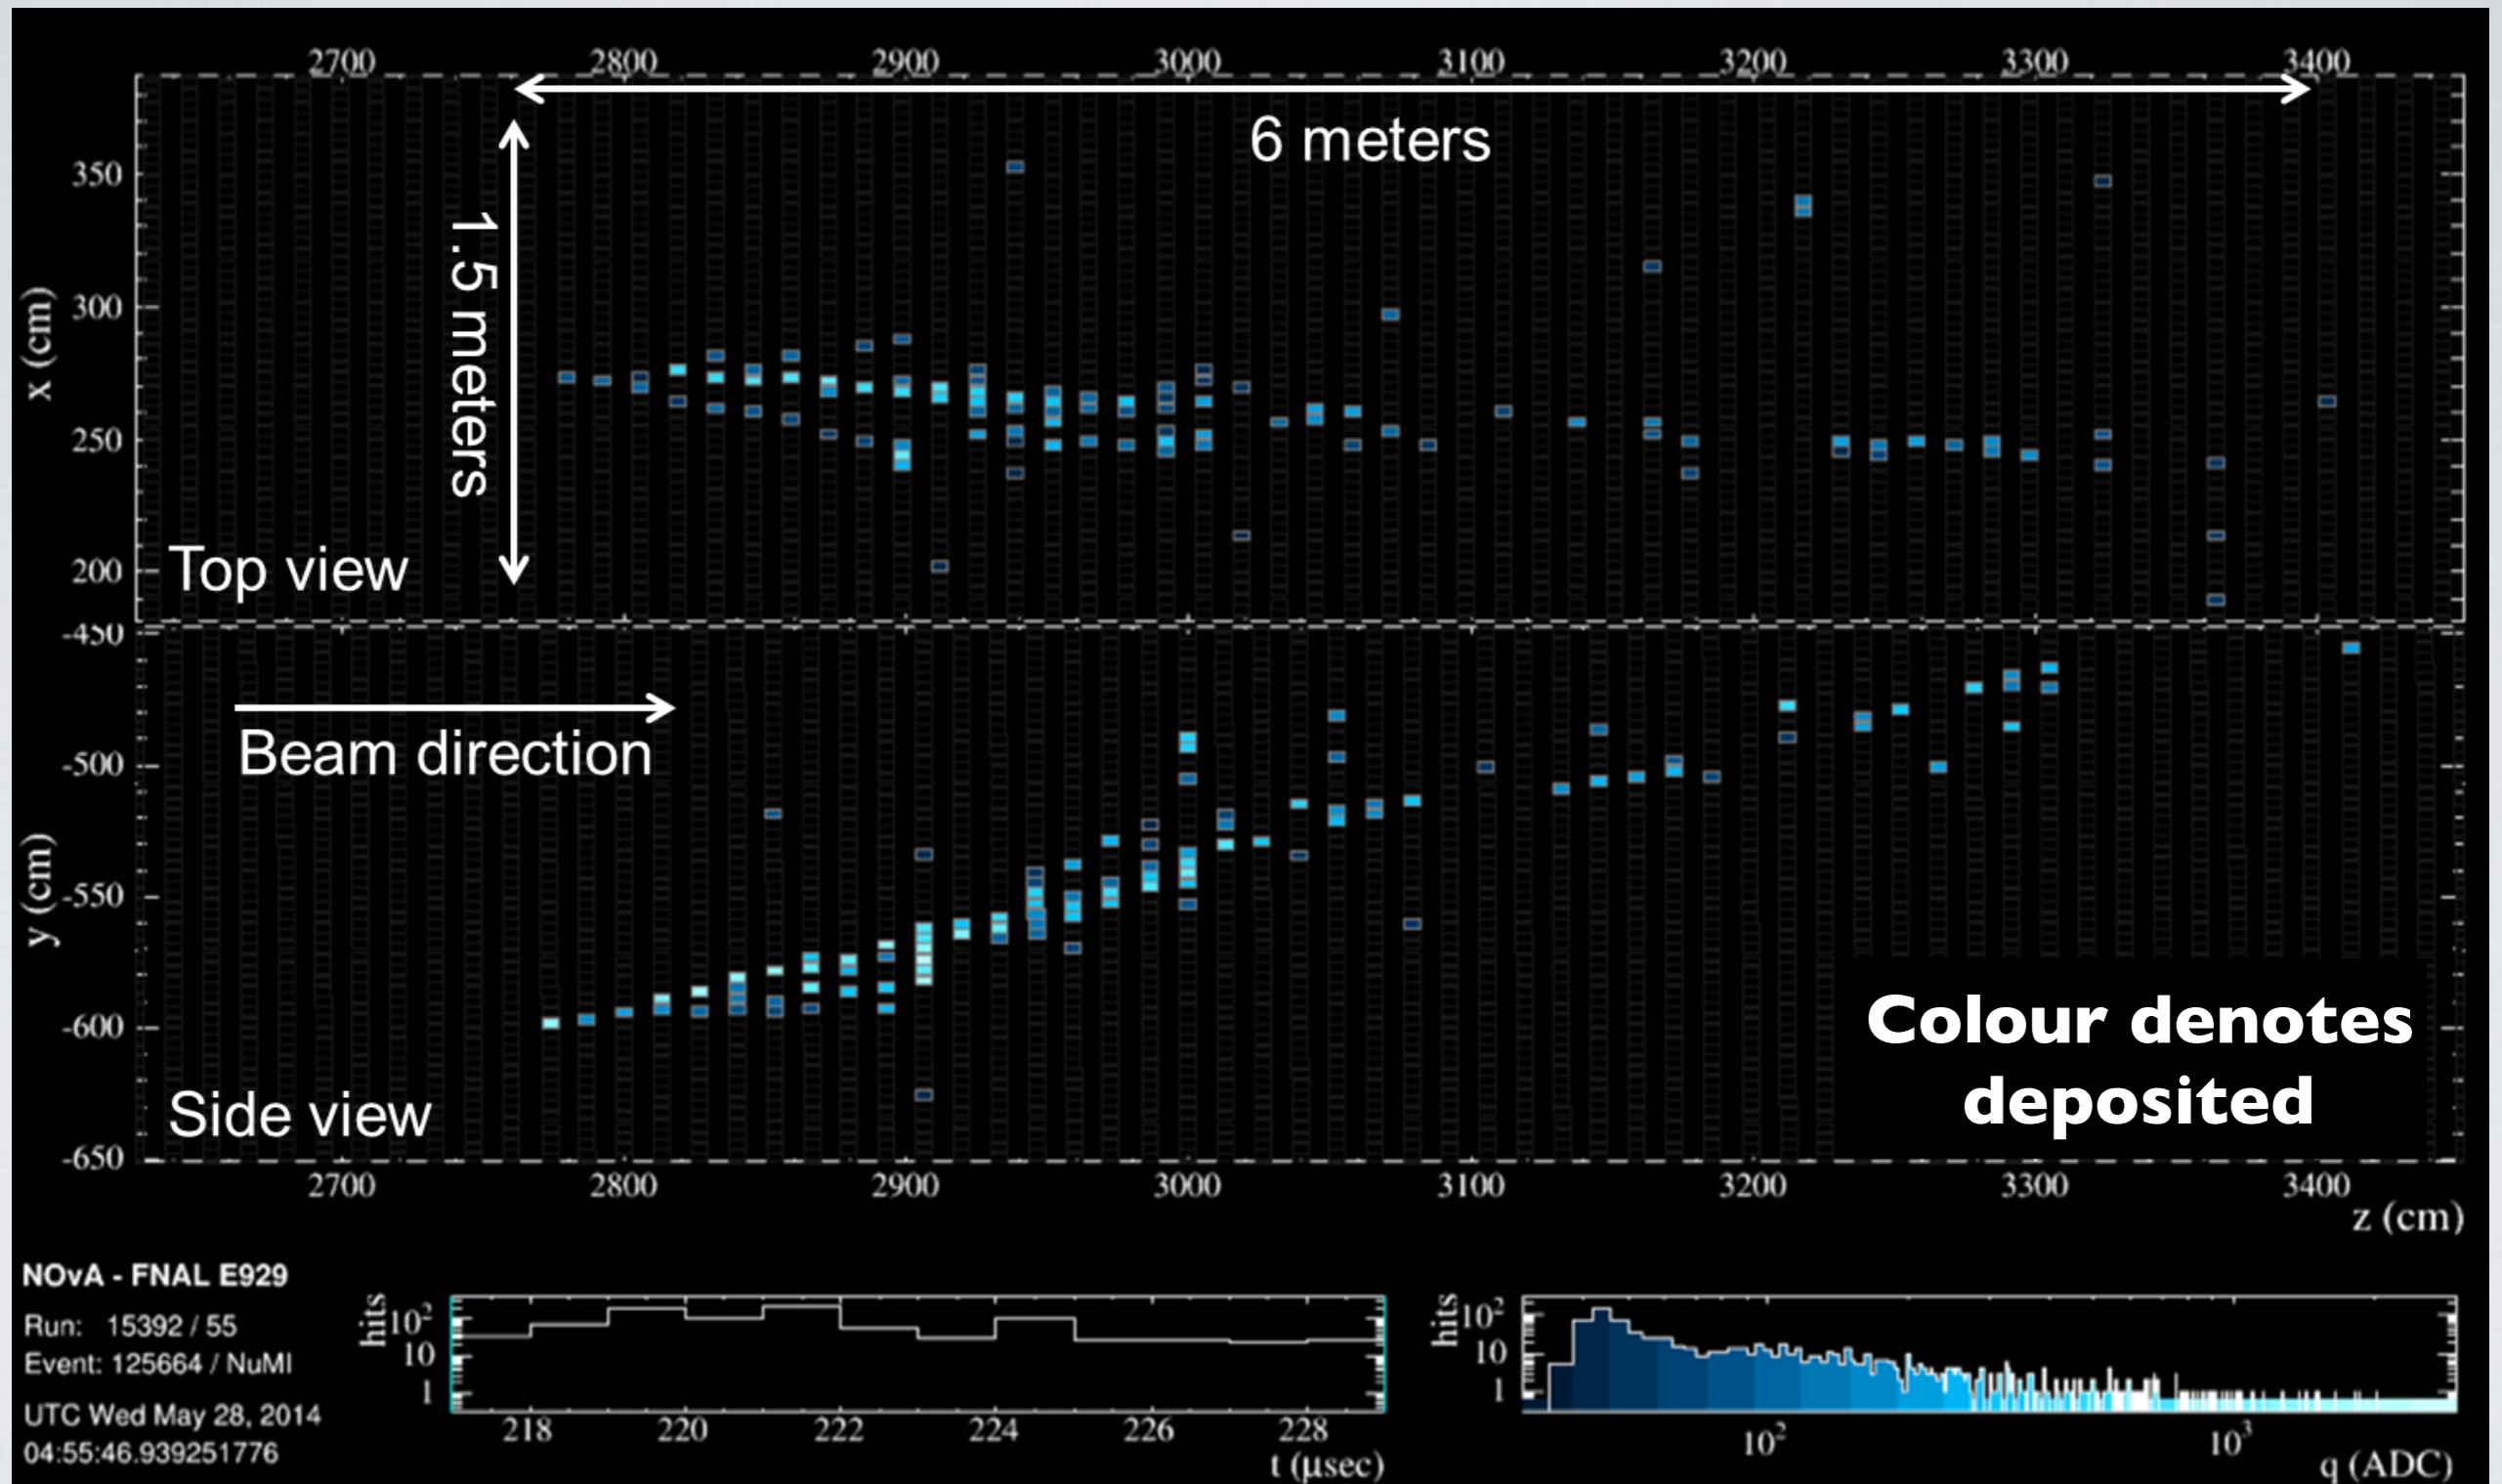 2700 2800 2900 3000 3100 3200 3300 3400
6 meters
1.5 meters
350
300
250
200
x (cm)
Top view
-450
-500
-550
-600
-650
y (cm)
Beam direction
Side view
Colour denotes
deposited
2700 2800 2900 3000 3100 3200 3300 3400
z (cm)
NOvA - FNAL E929
Run: 15392 / 55
Event: 125664 / NuMI
UTC Wed May 28, 2014
04:55:46.939251776
hits
10²
10
1
218 220 222 224 226 228
t (μsec)
hits
10²
10
1
10² 10³
q (ADC)